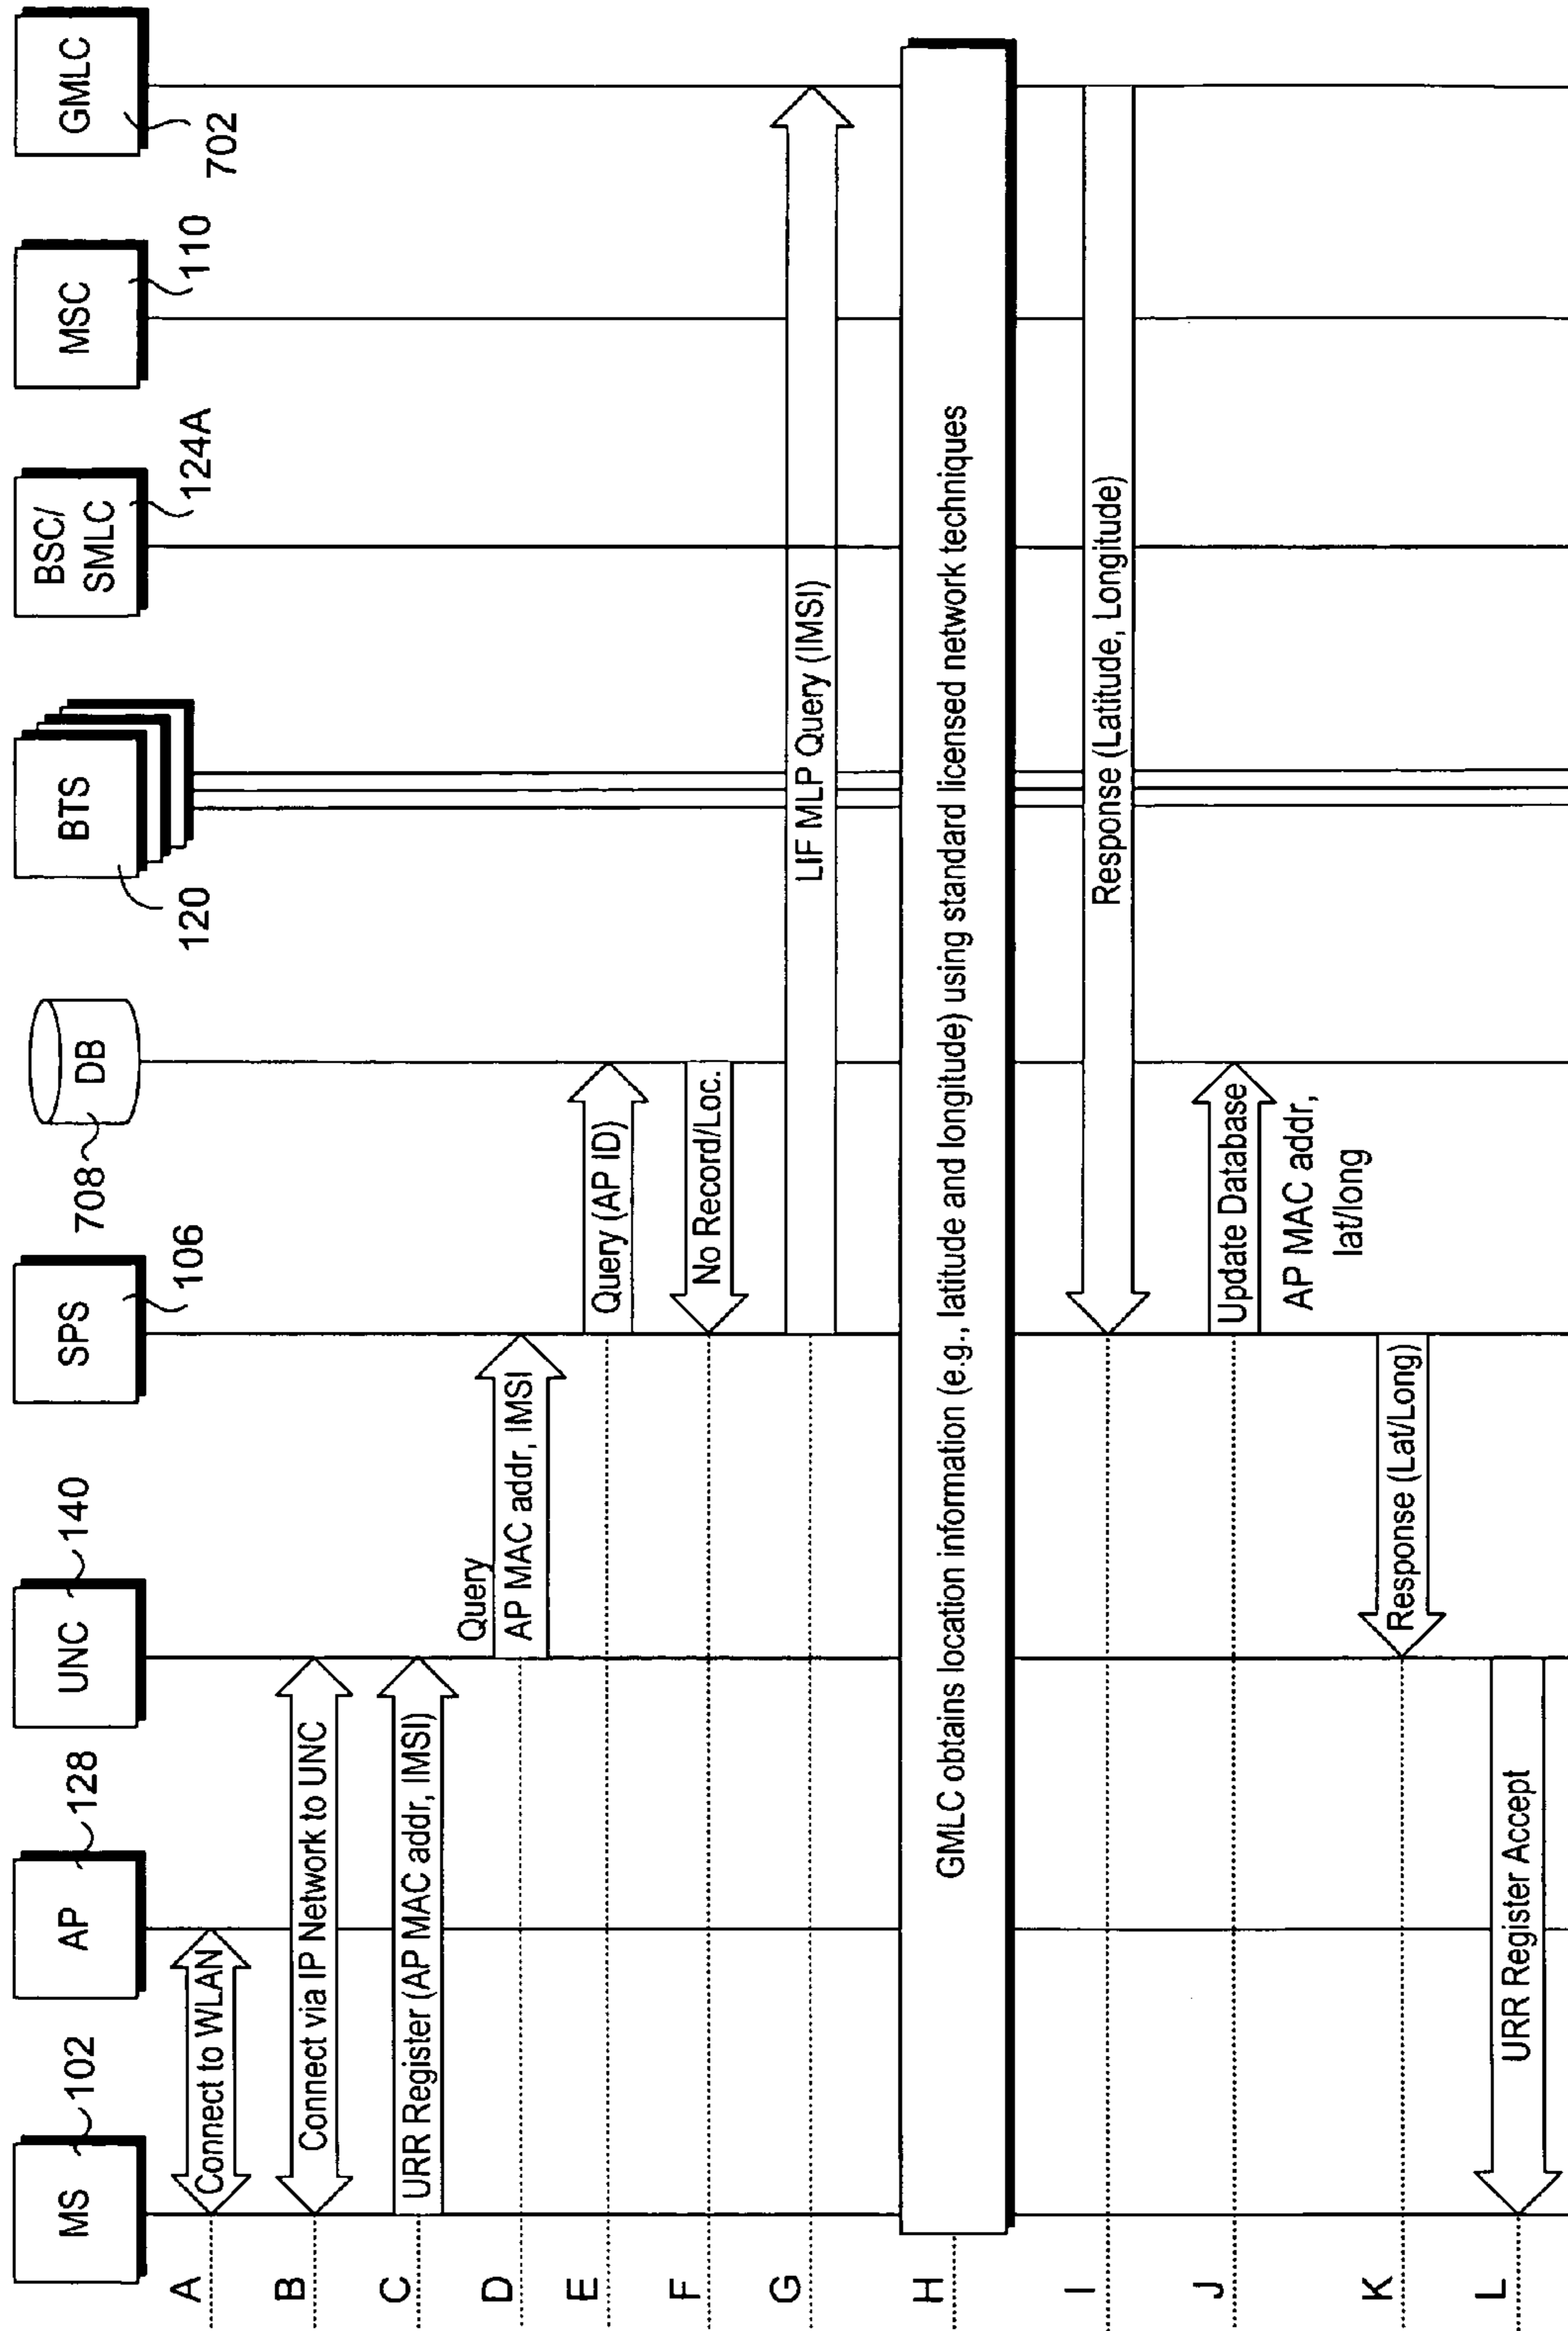 MS
102
AP
128
UNC
140
SPS
106
DB
708
BTS
120
BSC/
SMLC
124A
MSC
110
GMLC
702
A
Connect to WLAN
B
Connect via IP Network to UNC
C
URR Register (AP MAC addr, IMSI)
D
Query
AP MAC addr, IMSI
E
Query (AP ID)
F
No Record/Loc.
G
LIF MLP Query (IMSI)
H
GMLC obtains location information (e.g., latitude and longitude) using standard licensed network techniques
I
Response (Latitude, Longitude)
J
Update Database
AP MAC addr,
lat/long
K
Response (Lat/Long)
L
URR Register Accept